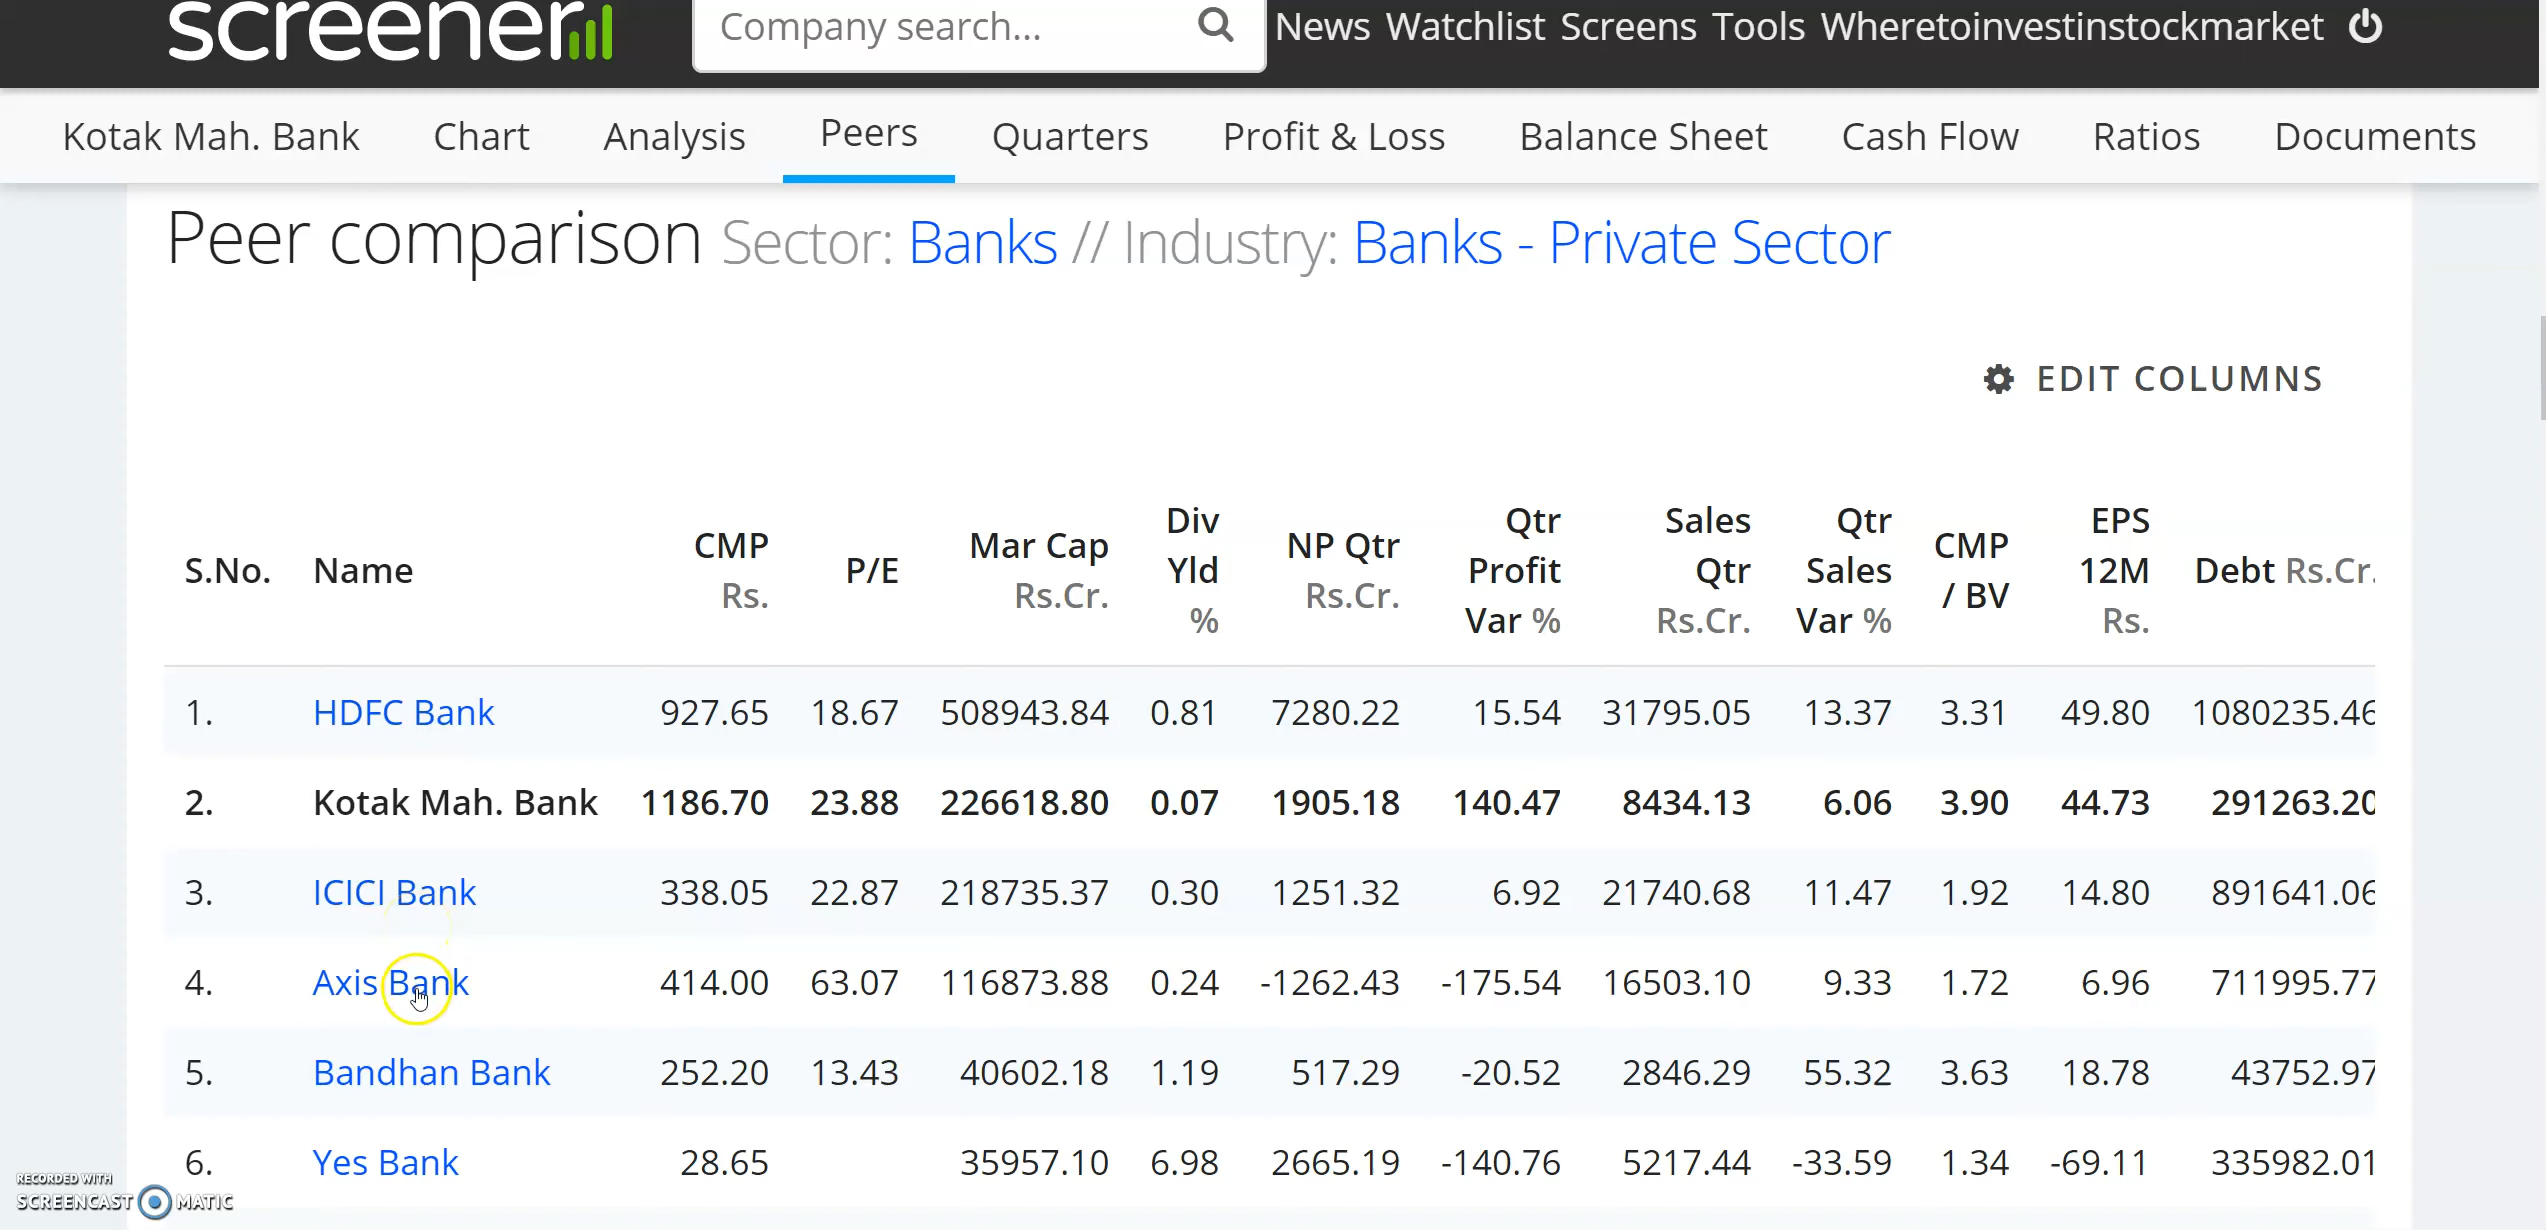 screener
Company search...
News Watchlist Screens Tools Wheretoinvestinstockmarket
Kotak Mah. Bank Chart Analysis Peers Quarters Profit & Loss Balance Sheet Cash Flow Ratios Documents
Peer comparison Sector: Banks // Industry: Banks - Private Sector
EDIT COLUMNS
S.No. Name CMP Rs. P/E Mar Cap Rs.Cr. Div Yld % NP Qtr Rs.Cr. Qtr Profit Var % Sales Qtr Rs.Cr. Qtr Sales Var % CMP / BV EPS 12M Rs. Debt Rs.Cr.
1. HDFC Bank 927.65 18.67 508943.84 0.81 7280.22 15.54 31795.05 13.37 3.31 49.80 1080235.46
2. Kotak Mah. Bank 1186.70 23.88 226618.80 0.07 1905.18 140.47 8434.13 6.06 3.90 44.73 291263.20
3. ICICI Bank 338.05 22.87 218735.37 0.30 1251.32 6.92 21740.68 11.47 1.92 14.80 891641.06
4. Axis Bank 414.00 63.07 116873.88 0.24 -1262.43 -175.54 16503.10 9.33 1.72 6.96 711995.77
5. Bandhan Bank 252.20 13.43 40602.18 1.19 517.29 -20.52 2846.29 55.32 3.63 18.78 43752.97
6. Yes Bank 28.65 35957.10 6.98 2665.19 -140.76 5217.44 -33.59 1.34 -69.11 335982.01
RECORDED WITH
SCREENCAST MATIC